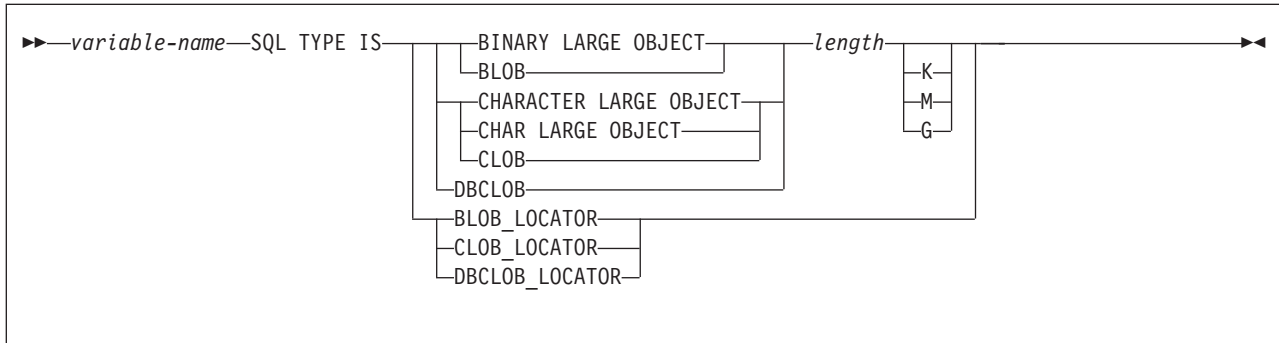 variable-name SQL TYPE IS BINARY LARGE OBJECT length
BLOB K
CHARACTER LARGE OBJECT M
CHAR LARGE OBJECT G
CLOB
DBCLOB
BLOB_LOCATOR
CLOB_LOCATOR
DBCLOB_LOCATOR